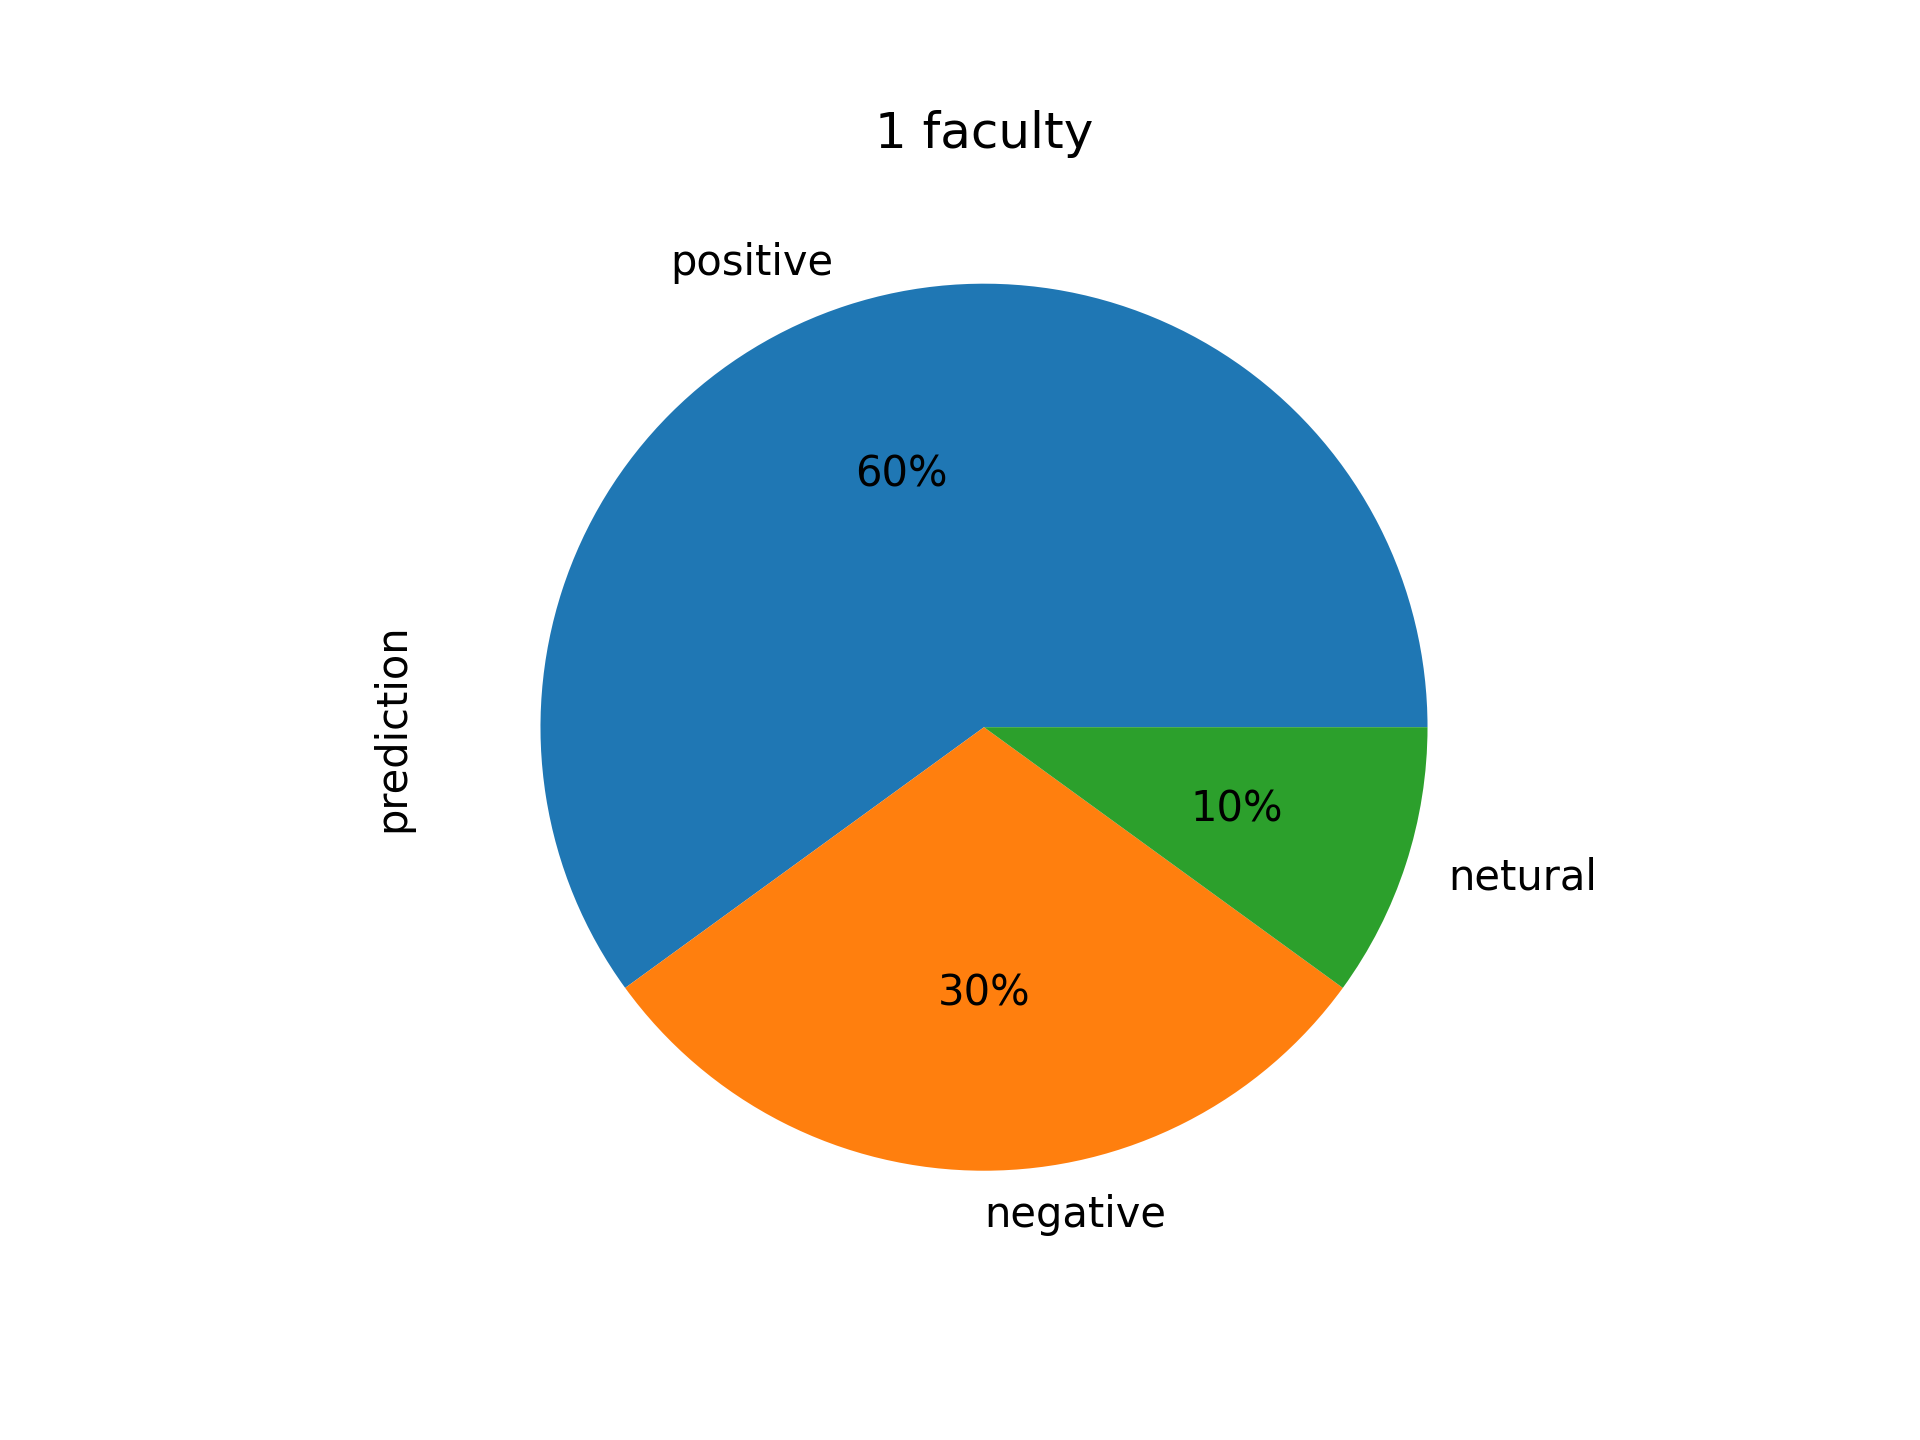 1 faculty
positive
60%
prediction
10%
netural
30%
negative